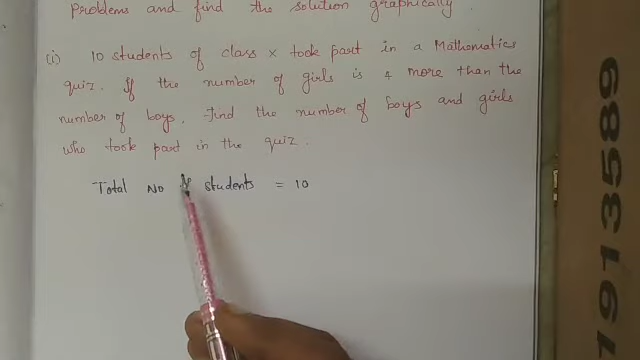 Problems and find the solution graphically.
(i) 10 students of class x took part in a Mathematics
quiz. If the number of girls is 4 more than the
number of boys. Find the number of boys and girls
who took part in the quiz.
Total No students = 10
9193589